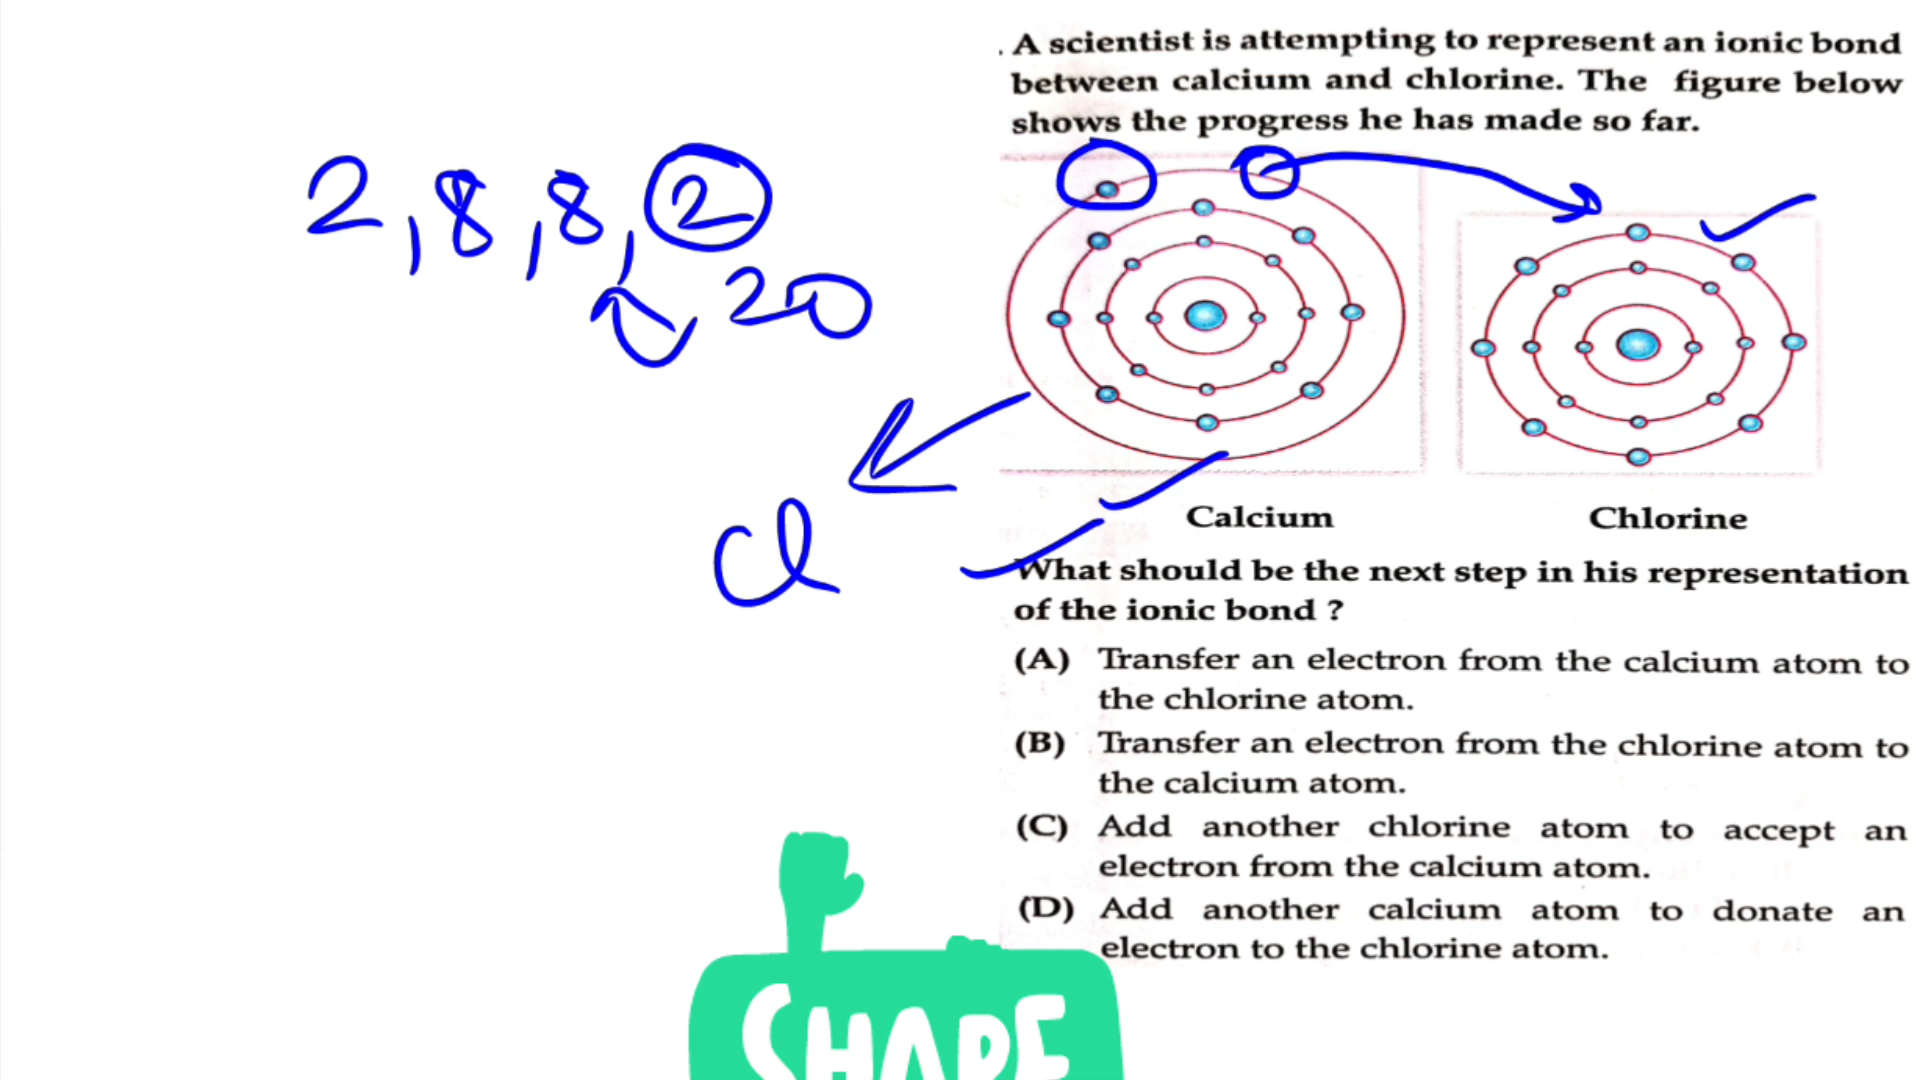 . A scientist is attempting to represent an ionic bond
between calcium and chlorine. The figure below
shows the progress he has made so far.
2,8,8,2
20
Cl
Calcium Chlorine
What should be the next step in his representation
of the ionic bond ?
(A) Transfer an electron from the calcium atom to
the chlorine atom.
(B) Transfer an electron from the chlorine atom to
the calcium atom.
(C) Add another chlorine atom to accept an
electron from the calcium atom.
(D) Add another calcium atom to donate an
electron to the chlorine atom.
SHARE